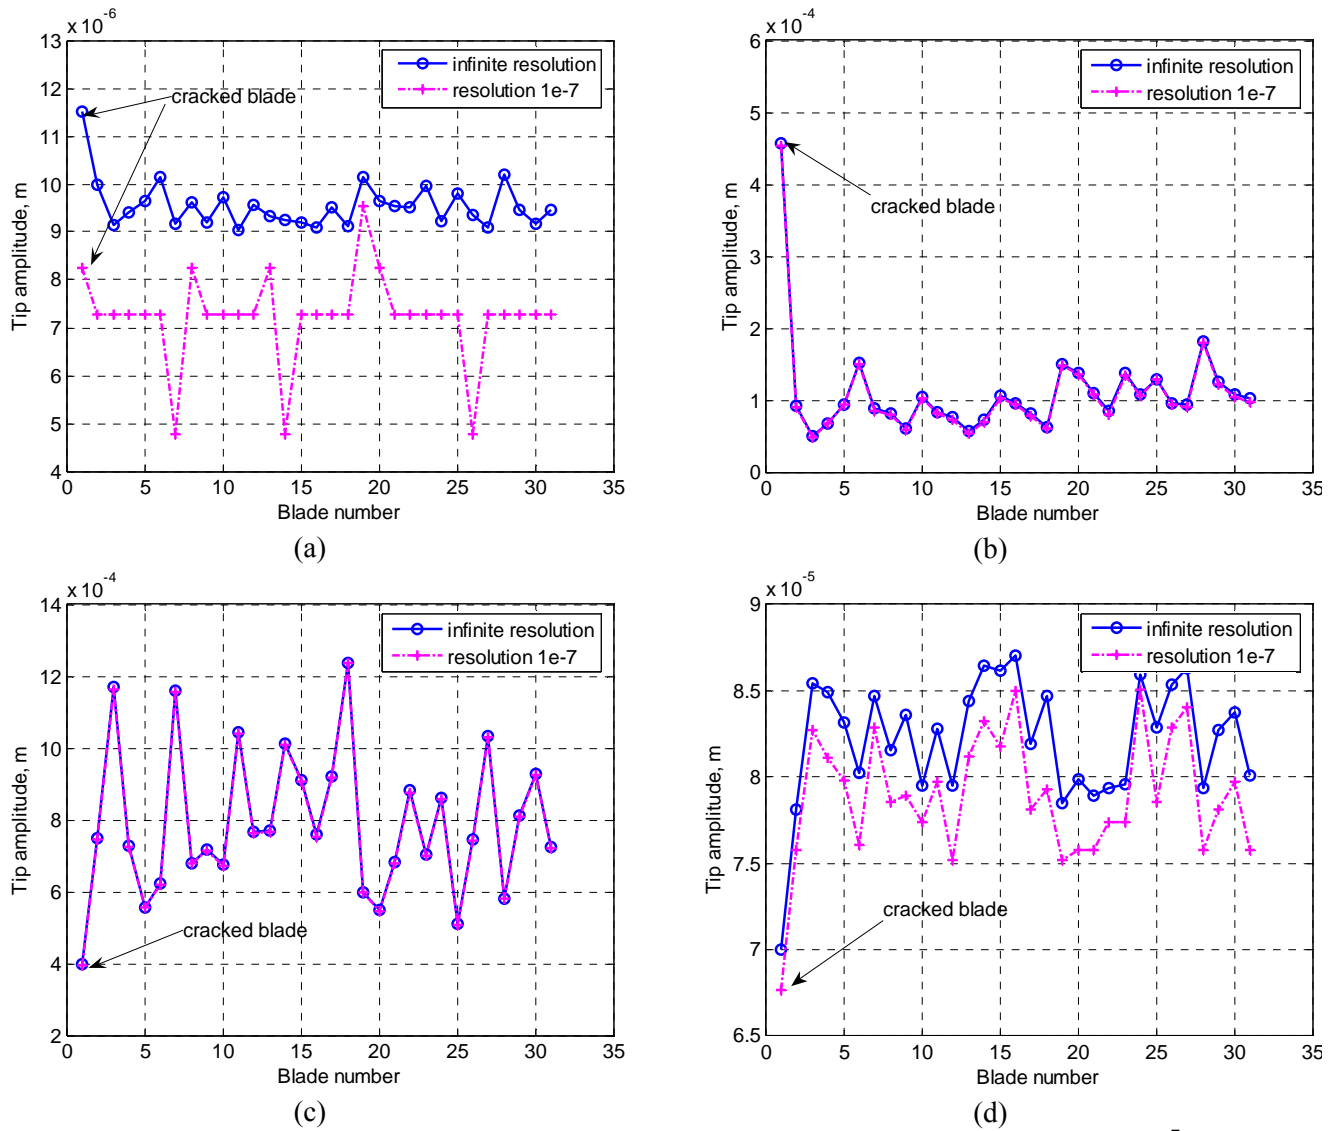 x 10^-6
13
12
11
10
9
8
7
6
5
4
0 5 10 15 20 25 30 35
Tip amplitude, m
Blade number
infinite resolution
resolution 1e-7
cracked blade
(a)
x 10^-4
6
5
4
3
2
1
0
0 5 10 15 20 25 30 35
Tip amplitude, m
Blade number
infinite resolution
resolution 1e-7
cracked blade
(b)
x 10^-4
14
12
10
8
6
4
2
0 5 10 15 20 25 30 35
Tip amplitude, m
Blade number
infinite resolution
resolution 1e-7
cracked blade
(c)
x 10^-5
9
8.5
8
7.5
7
6.5
0 5 10 15 20 25 30 35
Tip amplitude, m
Blade number
infinite resolution
resolution 1e-7
cracked blade
(d)